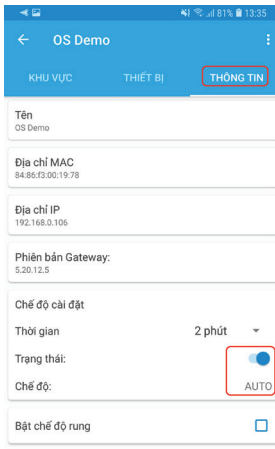 81% 13:35
OS Demo
KHU VỰC THIẾT BỊ THÔNG TIN
Tên
OS Demo
Địa chỉ MAC
84:86:f3:00:19:78
Địa chỉ IP
192.168.0.106
Phiên bản Gateway:
5.20.12.5
Chế độ cài đặt
Thời gian 2 phút
Trạng thái:
Chế độ: AUTO
Bật chế độ rung